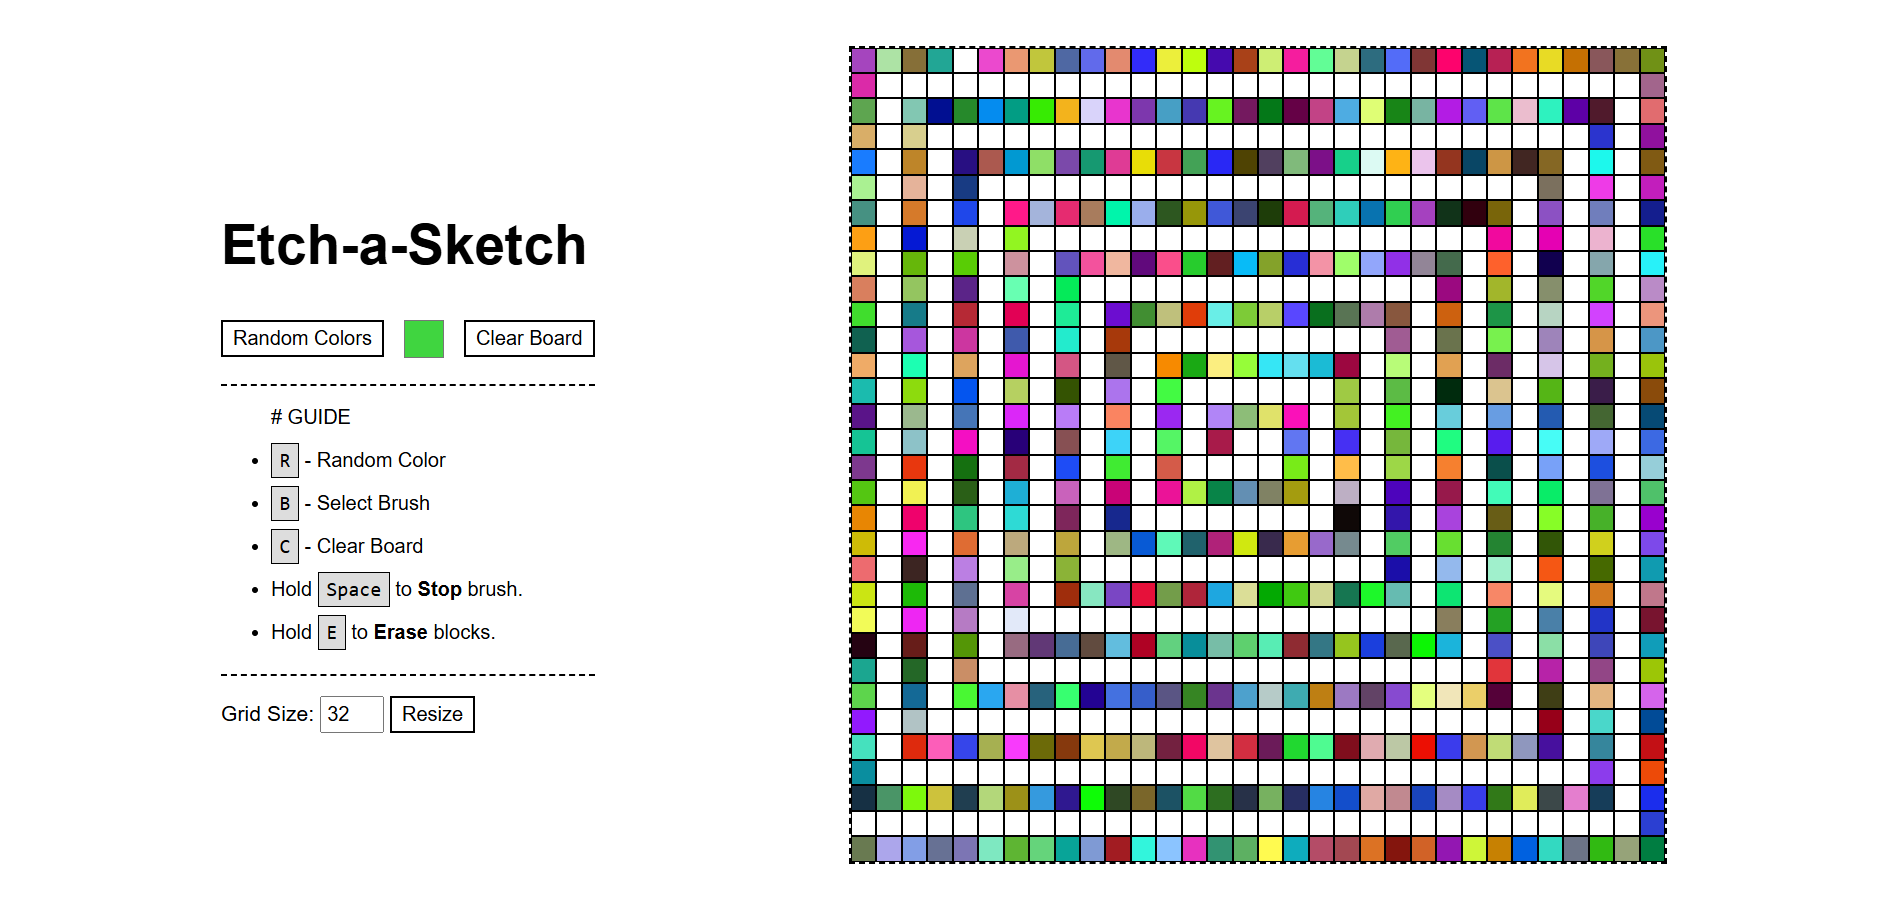 Etch-a-Sketch
Random Colors
Clear Board
# GUIDE
R - Random Color
B - Select Brush
C - Clear Board
Hold Space to Stop brush.
Hold E to Erase blocks.
Grid Size: 32 Resize